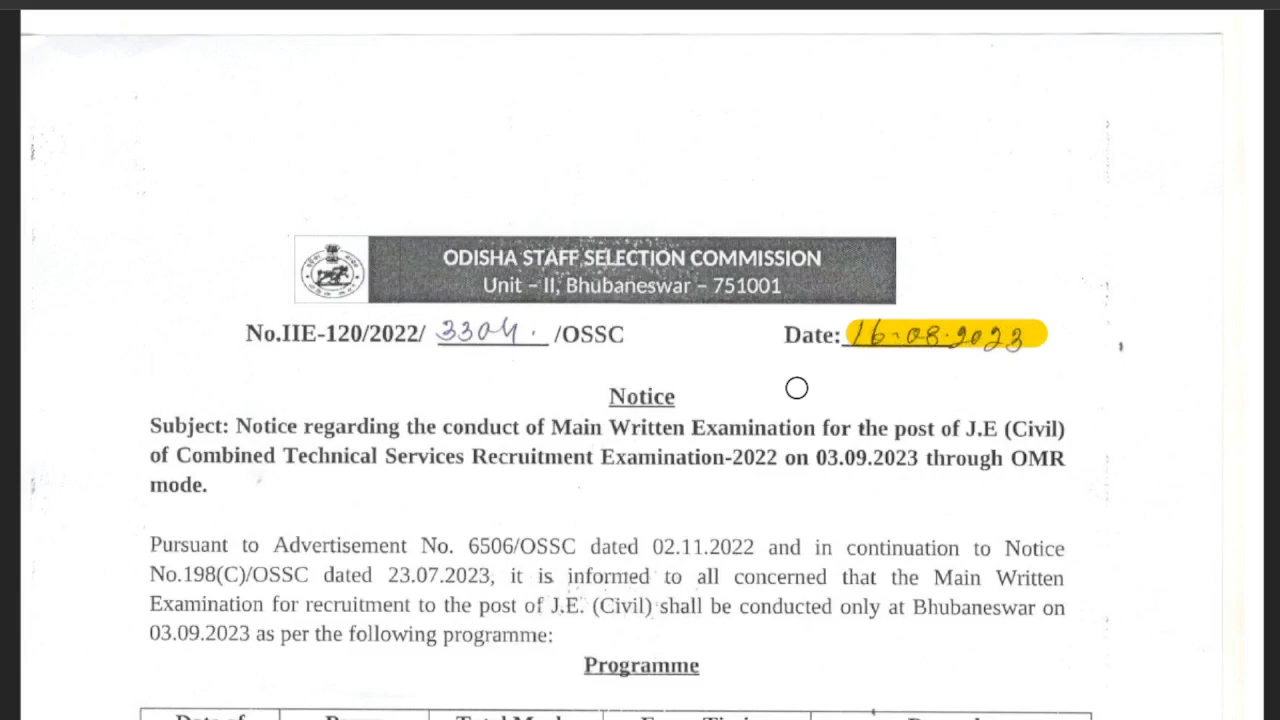 ODISHA STAFF SELECTION COMMISSION
Unit – II, Bhubaneswar – 751001
No.IIE-120/2022/ 3304. /OSSC Date: 16-08-2023
Notice
Subject: Notice regarding the conduct of Main Written Examination for the post of J.E (Civil)
of Combined Technical Services Recruitment Examination-2022 on 03.09.2023 through OMR
mode.
Pursuant to Advertisement No. 6506/OSSC dated 02.11.2022 and in continuation to Notice
No.198(C)/OSSC dated 23.07.2023, it is informed to all concerned that the Main Written
Examination for recruitment to the post of J.E. (Civil) shall be conducted only at Bhubaneswar on
03.09.2023 as per the following programme:
Programme
Date of